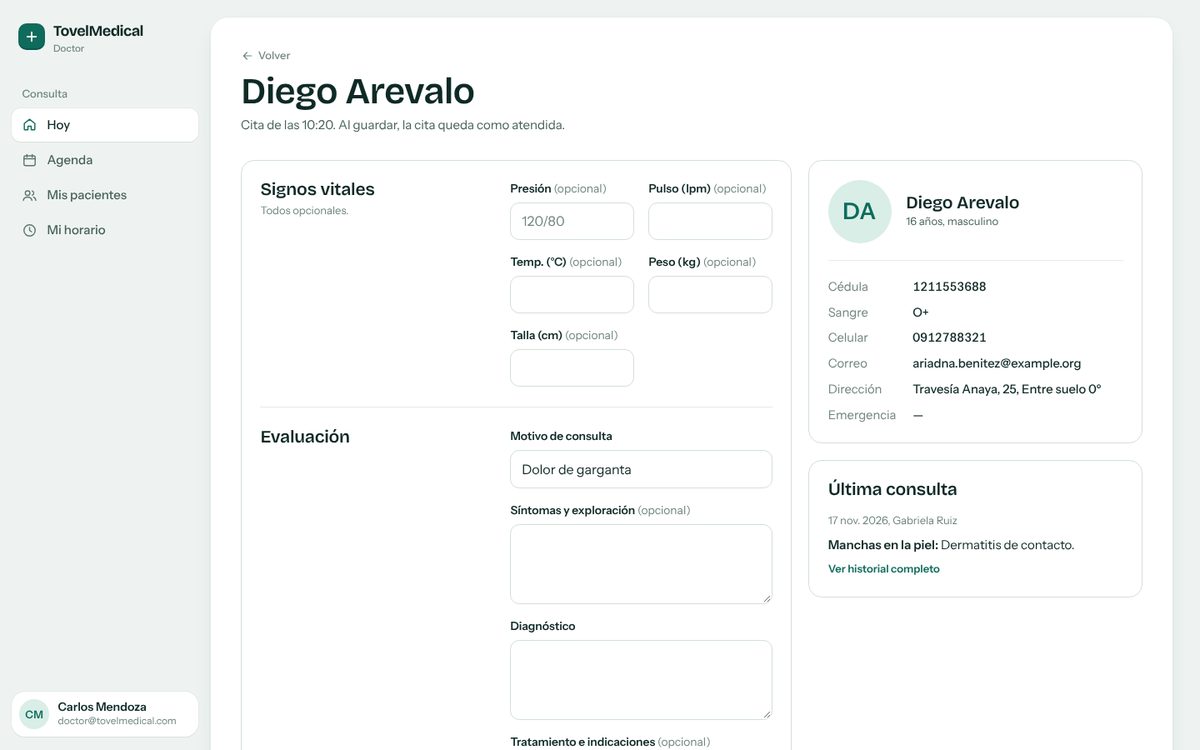 TovelMedical
Doctor
Consulta
Hoy
Agenda
Mis pacientes
Mi horario
CM
Carlos Mendoza
doctor@tovelmedical.com
← Volver
Diego Arevalo
Cita de las 10:20. Al guardar, la cita queda como atendida.
Signos vitales
Todos opcionales.
Presión (opcional)
Pulso (lpm) (opcional)
120/80
Temp. (°C) (opcional)
Peso (kg) (opcional)
Talla (cm) (opcional)
Evaluación
Motivo de consulta
Dolor de garganta
Síntomas y exploración (opcional)
Diagnóstico
Tratamiento e indicaciones (opcional)
DA
Diego Arevalo
16 años, masculino
Cédula 1211553688
Sangre O+
Celular 0912788321
Correo ariadna.benitez@example.org
Dirección Travesía Anaya, 25, Entre suelo 0°
Emergencia —
Última consulta
17 nov. 2026, Gabriela Ruiz
Manchas en la piel: Dermatitis de contacto.
Ver historial completo